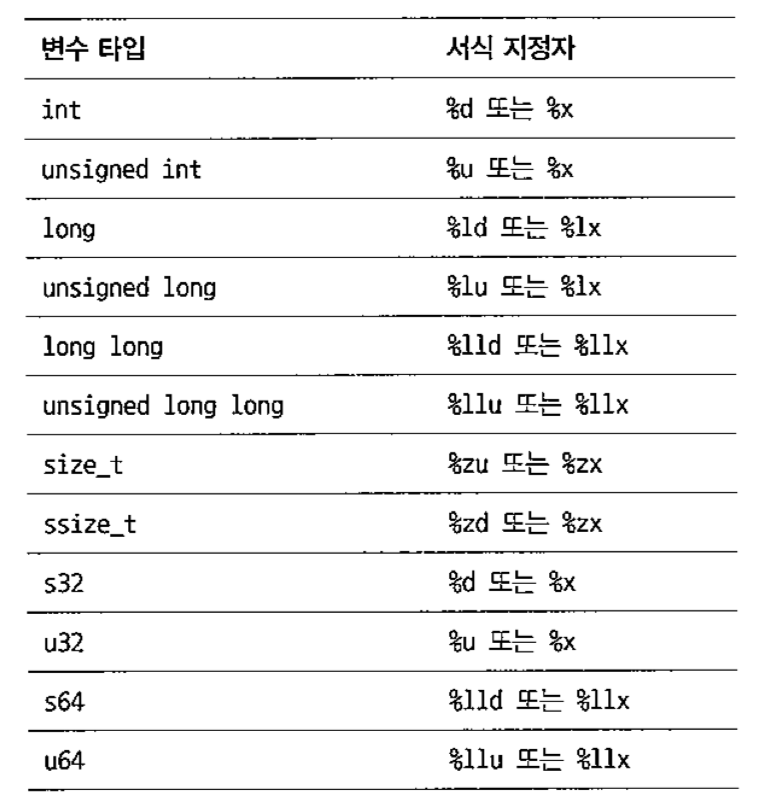 변수 타입 서식 지정자
int %d 또는 %x
unsigned int %u 또는 %x
long %ld 또는 %lx
unsigned long %lu 또는 %lx
long long %lld 또는 %llx
unsigned long long %llu 또는 %llx
size_t %zu 또는 %zx
ssize_t %zd 또는 %zx
s32 %d 또는 %x
u32 %u 또는 %x
s64 %lld 또는 %llx
u64 %llu 또는 %llx